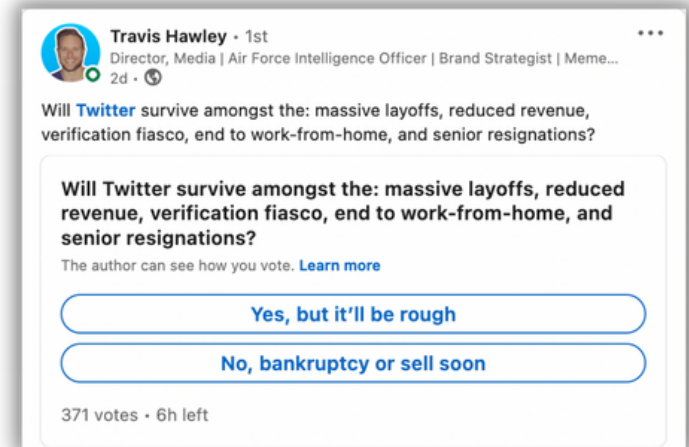 Travis Hawley • 1st
Director, Media | Air Force Intelligence Officer | Brand Strategist | Meme...
2d •
Will Twitter survive amongst the: massive layoffs, reduced revenue,
verification fiasco, end to work-from-home, and senior resignations?
Will Twitter survive amongst the: massive layoffs, reduced
revenue, verification fiasco, end to work-from-home, and
senior resignations?
The author can see how you vote. Learn more
Yes, but it’ll be rough
No, bankruptcy or sell soon
371 votes • 6h left